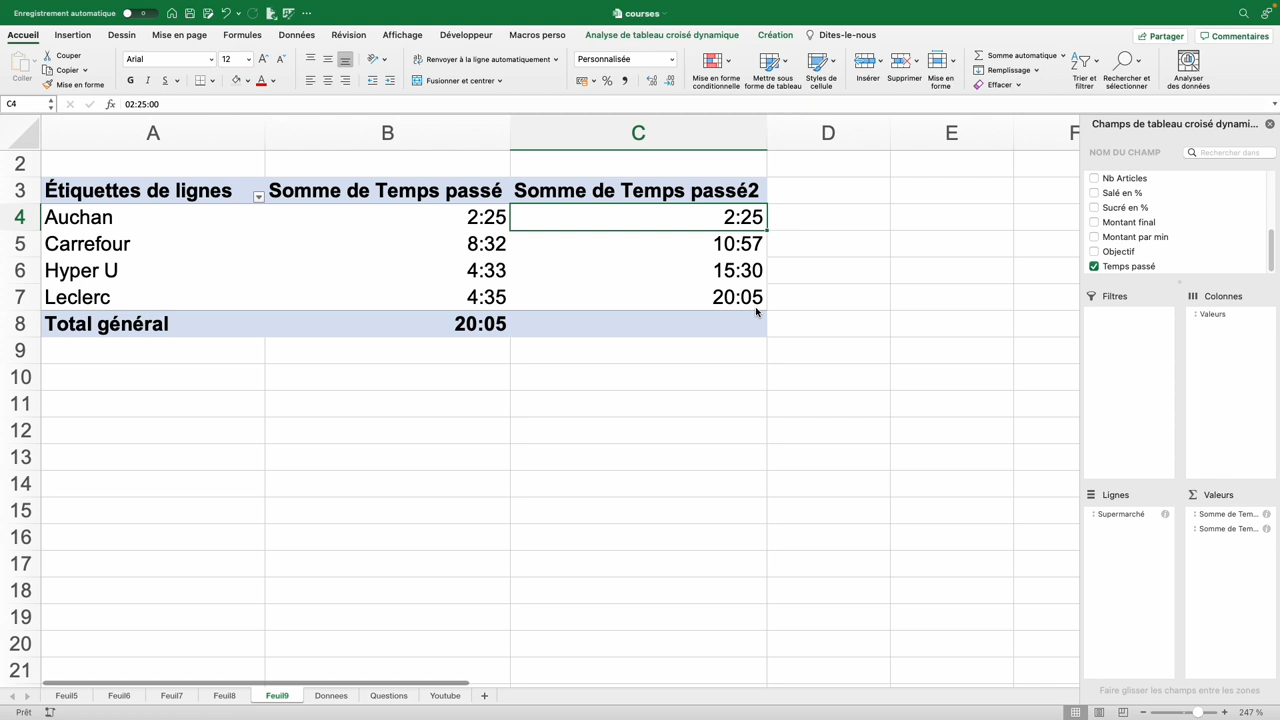 Enregistrement automatique
courses
Accueil Insertion Dessin Mise en page Formules Données Révision Affichage Développeur Macros perso Analyse de tableau croisé dynamique Création Dites-le-nous Partager Commentaires
Coller
Couper
Copier
Mise en forme
Arial 12
G I S
Renvoyer à la ligne automatiquement
Fusionner et centrer
Personnalisée
Mise en forme conditionnelle
Mettre sous forme de tableau
Styles de cellule
Insérer
Supprimer
Mise en forme
Somme automatique
Remplissage
Effacer
Trier et filtrer
Rechercher et sélectionner
Analyser des données
C4 fx 02:25:00
A B C D E F
2
3 Étiquettes de lignes Somme de Temps passé Somme de Temps passé2
4 Auchan 2:25 2:25
5 Carrefour 8:32 10:57
6 Hyper U 4:33 15:30
7 Leclerc 4:35 20:05
8 Total général 20:05
9
10
11
12
13
14
15
16
17
18
19
20
21
Champs de tableau croisé dynami...
NOM DU CHAMP Rechercher dans
Nb Articles
Salé en %
Sucré en %
Montant final
Montant par min
Objectif
Temps passé
Filtres
Colonnes
Valeurs
Lignes
Supermarché
Valeurs
Somme de Tem...
Somme de Tem...
Faire glisser les champs entre les zones
Feuil5 Feuil6 Feuil7 Feuil8 Feuil9 Donnees Questions Youtube
Prêt
247 %